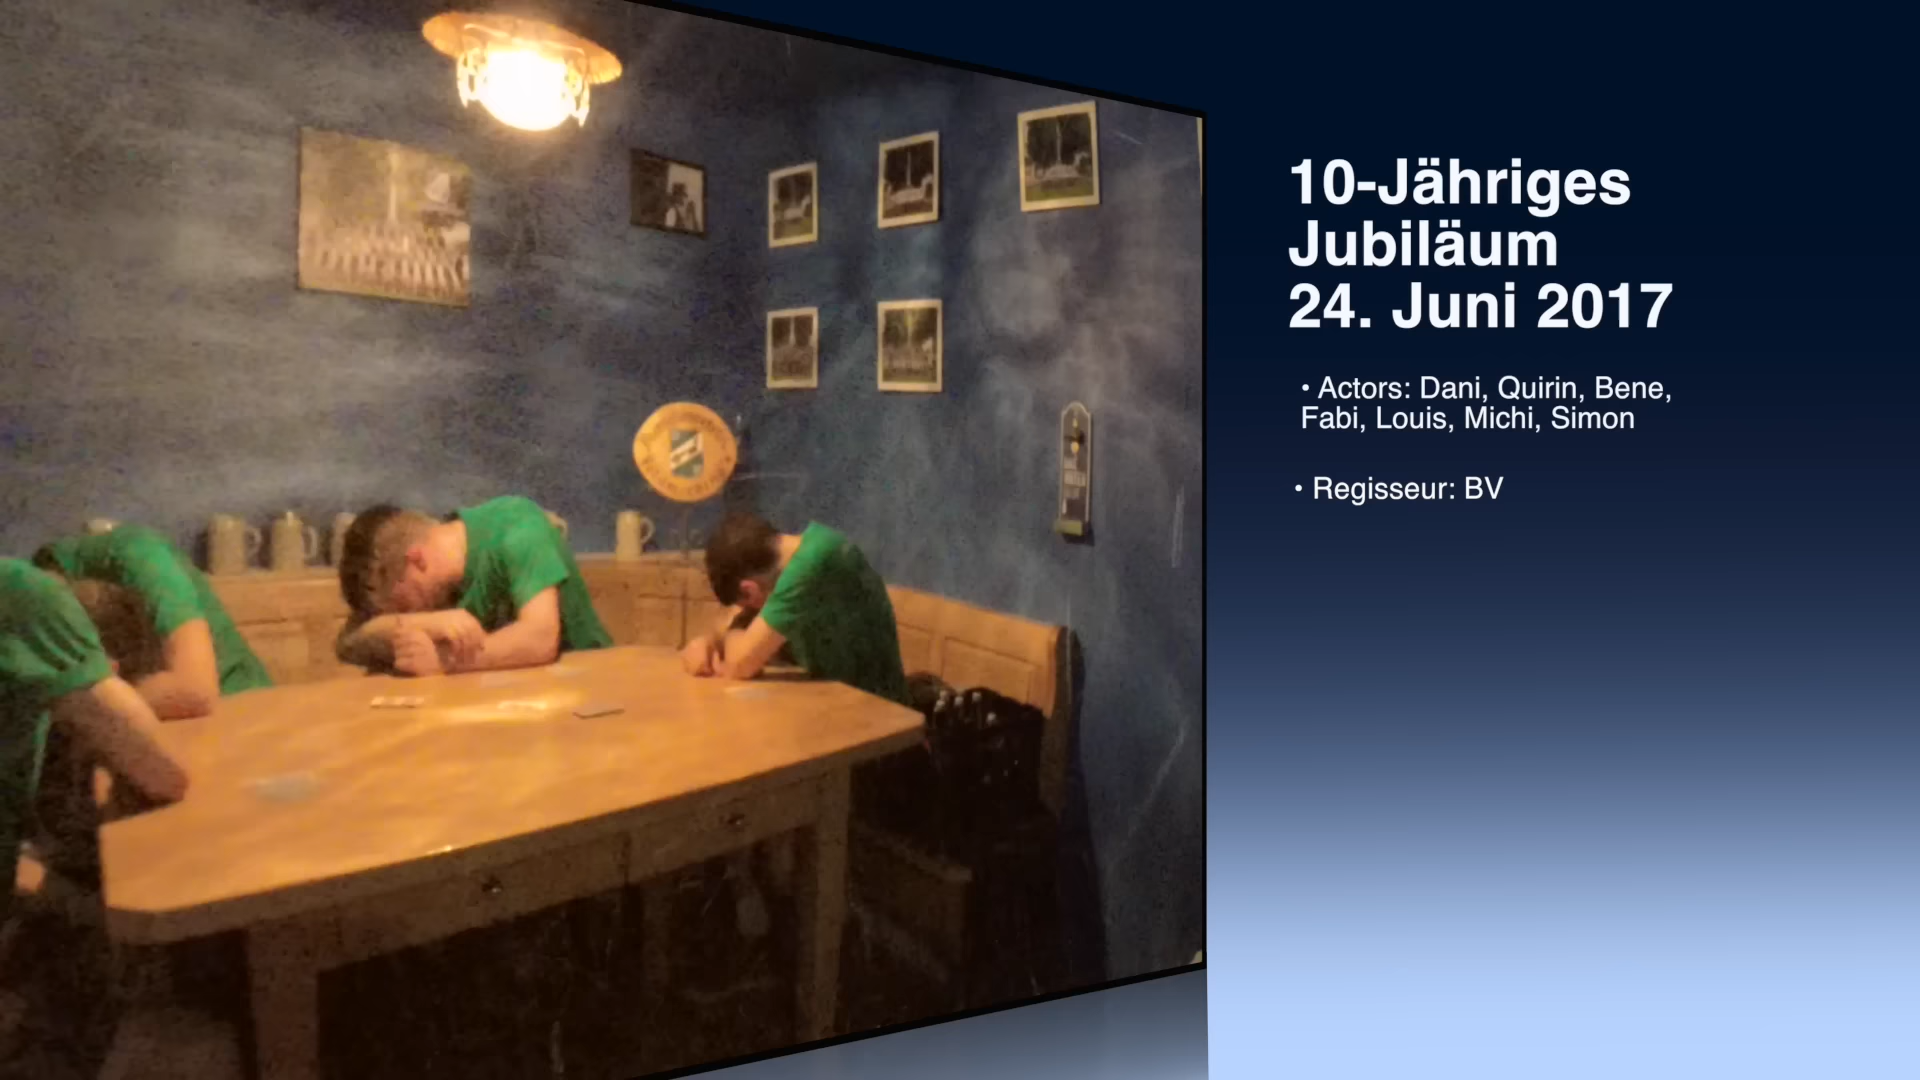 10-Jähriges
Jubiläum
24. Juni 2017
• Actors: Dani, Quirin, Bene,
Fabi, Louis, Michi, Simon
• Regisseur: BV